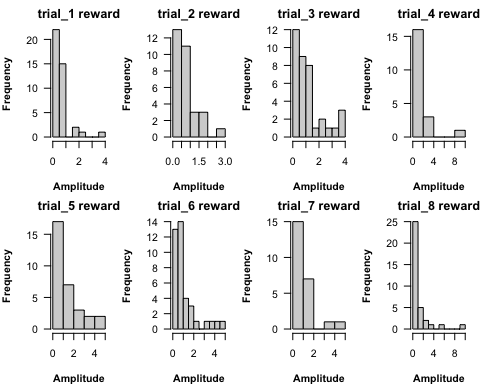 trial_1 reward
Frequency
20
15
10
5
0
0 2 4
Amplitude
trial_2 reward
Frequency
12
10
8
6
4
2
0
0.0 1.5 3.0
Amplitude
trial_3 reward
Frequency
12
10
8
6
4
2
0
0 2 4
Amplitude
trial_4 reward
Frequency
15
10
5
0
0 4 8
Amplitude
trial_5 reward
Frequency
15
10
5
0
0 2 4
Amplitude
trial_6 reward
Frequency
14
12
10
8
6
4
2
0
0 2 4
Amplitude
trial_7 reward
Frequency
15
10
5
0
0 2 4
Amplitude
trial_8 reward
Frequency
25
20
15
10
5
0
0 4 8
Amplitude